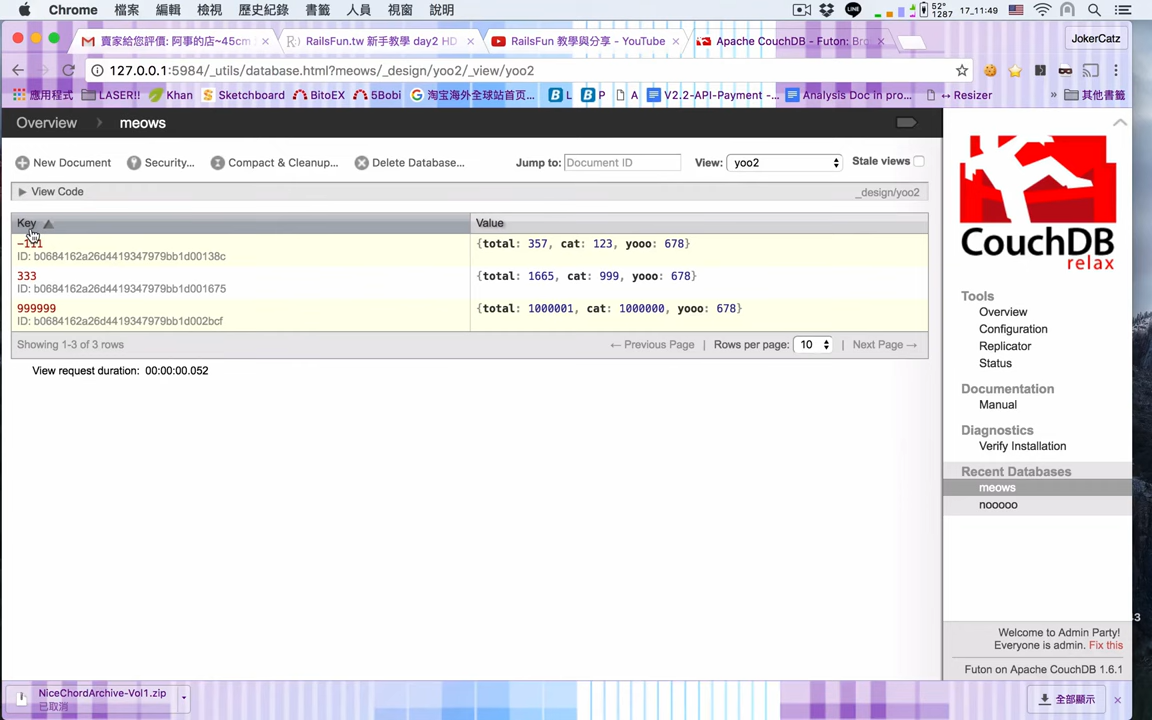 Chrome 檔案 編輯 檢視 歷史紀錄 書籤 人員 視窗 說明 LINE 52° 1287 17_11:49
賣家給您評價: 阿事的店~45cm RailsFun.tw 新手教學 day2 HD RailsFun 教學與分享 - YouTube Apache CouchDB - Futon: Bro JokerCatz
127.0.0.1:5984/_utils/database.html?meows/_design/yoo2/_view/yoo2
應用程式 LASER!! Khan Sketchboard BitoEX 5Bobi 淘宝海外全球站首页... L P A V2.2-API-Payment -... Analysis Doc in pro... ↔ Resizer » 其他書籤
Overview meows
New Document Security... Compact & Cleanup... Delete Database... Jump to: Document ID View: yoo2 Stale views
View Code _design/yoo2
Key Value
-111 {total: 357, cat: 123, yooo: 678}
ID: b0684162a26d4419347979bb1d00138c
333 {total: 1665, cat: 999, yooo: 678}
ID: b0684162a26d4419347979bb1d001675
999999 {total: 1000001, cat: 1000000, yooo: 678}
ID: b0684162a26d4419347979bb1d002bcf
Showing 1-3 of 3 rows ← Previous Page | Rows per page: 10 | Next Page →
View request duration: 00:00:00.052
CouchDB
relax
Tools
Overview
Configuration
Replicator
Status
Documentation
Manual
Diagnostics
Verify Installation
Recent Databases
meows
nooooo
Welcome to Admin Party!
Everyone is admin. Fix this
Futon on Apache CouchDB 1.6.1
NiceChordArchive-Vol1.zip
已取消
全部顯示